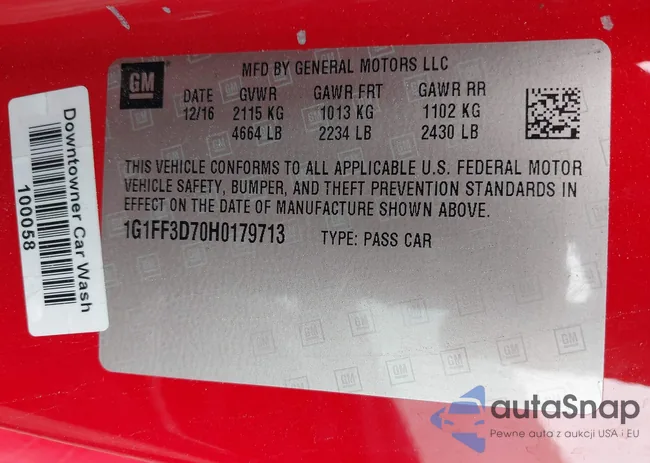 GM
MFD BY GENERAL MOTORS LLC
12/16 GVWR GAWR FRT GAWR RR
2115 KG 1013 KG 1102 KG
4664 LB 2234 LB 2430 LB
THIS VEHICLE CONFORMS TO ALL APPLICABLE U.S. FEDERAL MOTOR
VEHICLE SAFETY, BUMPER, AND THEFT PREVENTION STANDARDS IN
EFFECT ON THE DATE OF MANUFACTURE SHOWN ABOVE.
1G1FF3D70H0179713 TYPE: PASS CAR
Downtowner Car Wash
100058
autaSnap
Pewne auta z aukcji USA i EU